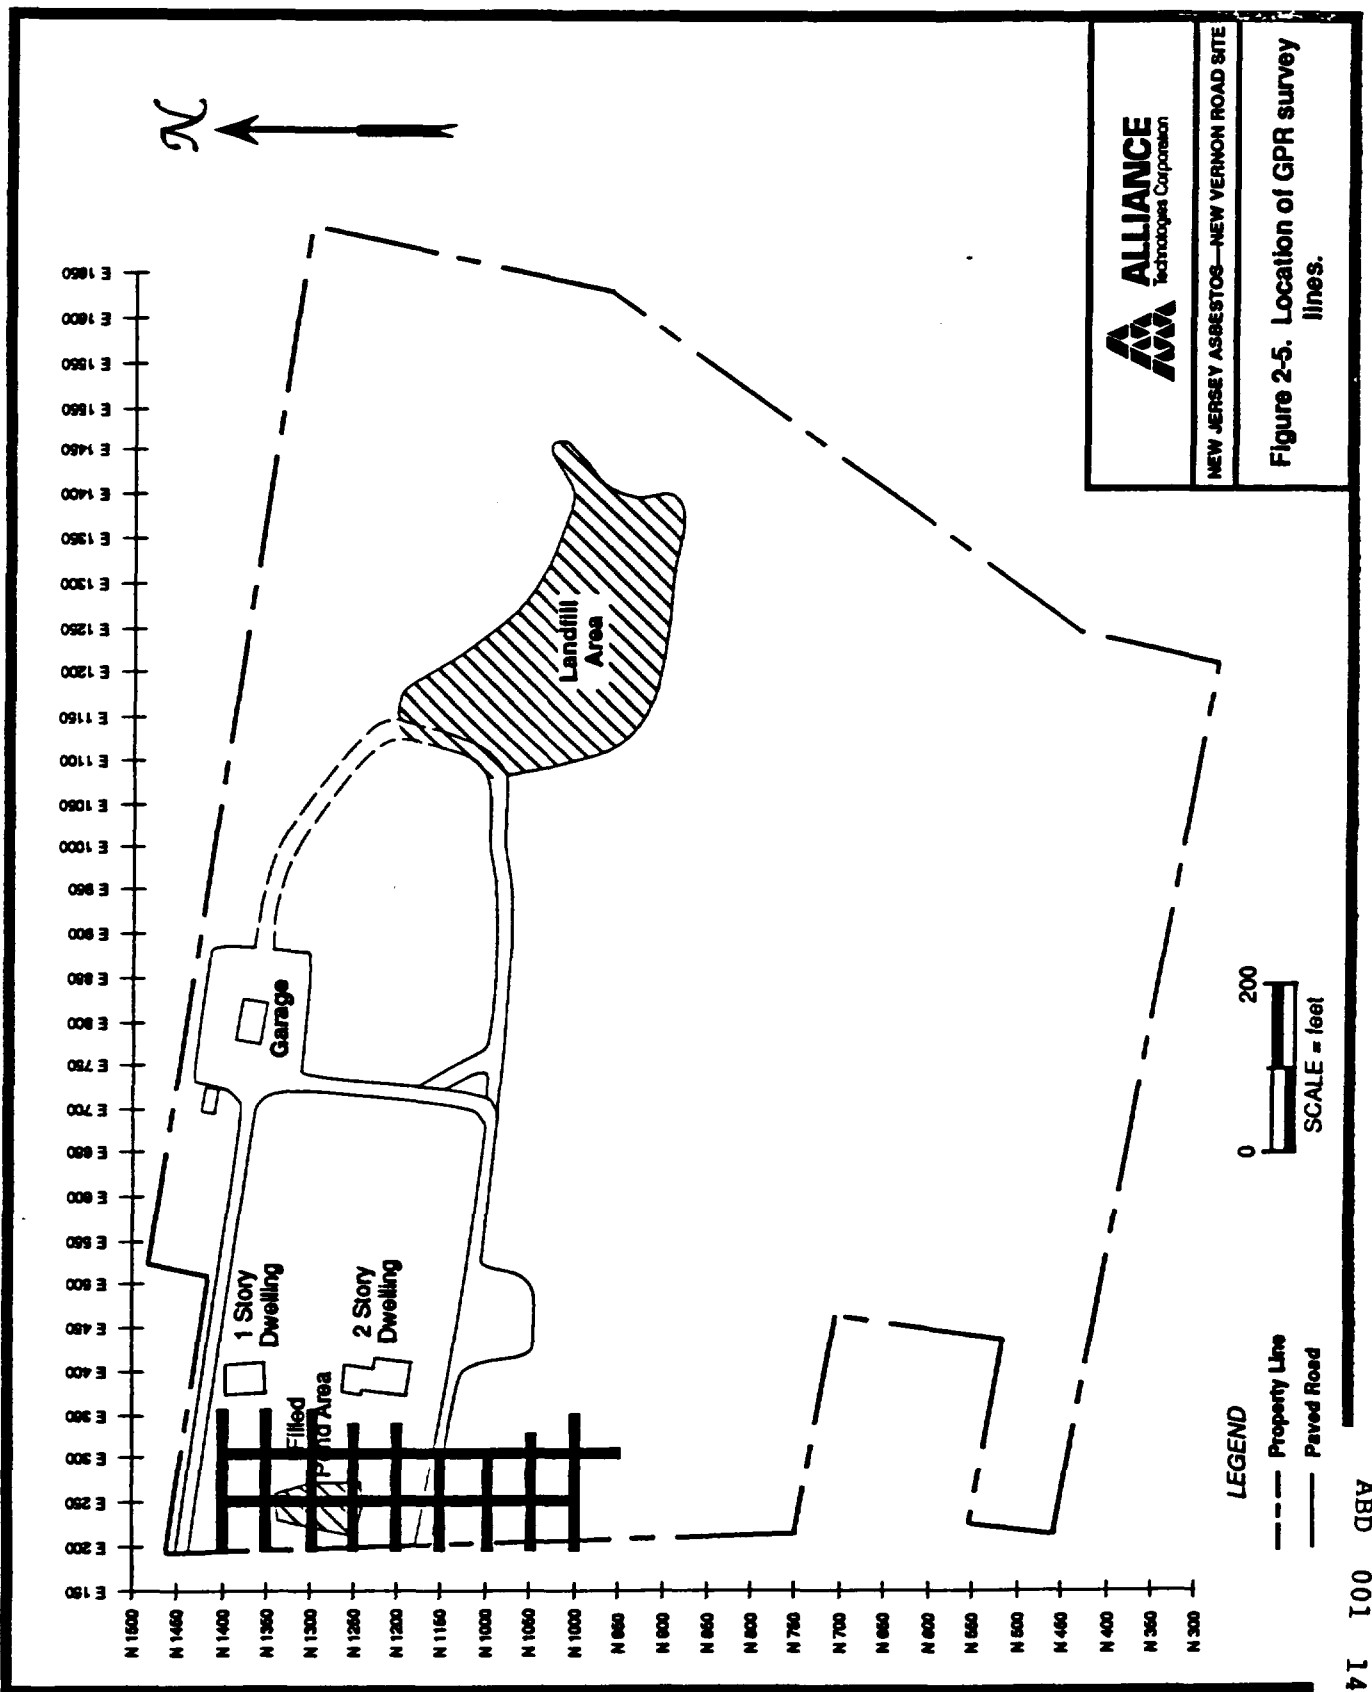 N
E 1650
E 1600
E 1550
E 1550
E 1450
E 1400
E 1350
E 1300
E 1250
E 1200
E 1150
E 1100
E 1050
E 1000
E 950
E 900
E 850
E 800
E 750
E 700
E 650
E 600
E 550
E 500
E 450
E 400
E 350
E 300
E 250
E 200
E 150
N 1500
N 1450
N 1400
N 1350
N 1300
N 1250
N 1200
N 1150
N 1000
N 1050
N 1000
N 950
N 900
N 850
N 800
N 750
N 700
N 650
N 600
N 550
N 500
N 450
N 400
N 350
N 300
Landfill
Area
Garage
1 Story
Dwelling
2 Story
Dwelling
Filled
Pond Area
LEGEND
Property Line
Paved Road
0 200
SCALE = feet
ALLIANCE
Technologies Corporation
NEW JERSEY ASBESTOS—NEW VERNON ROAD SITE
Figure 2-5. Location of GPR survey
lines.
ABD 001 14